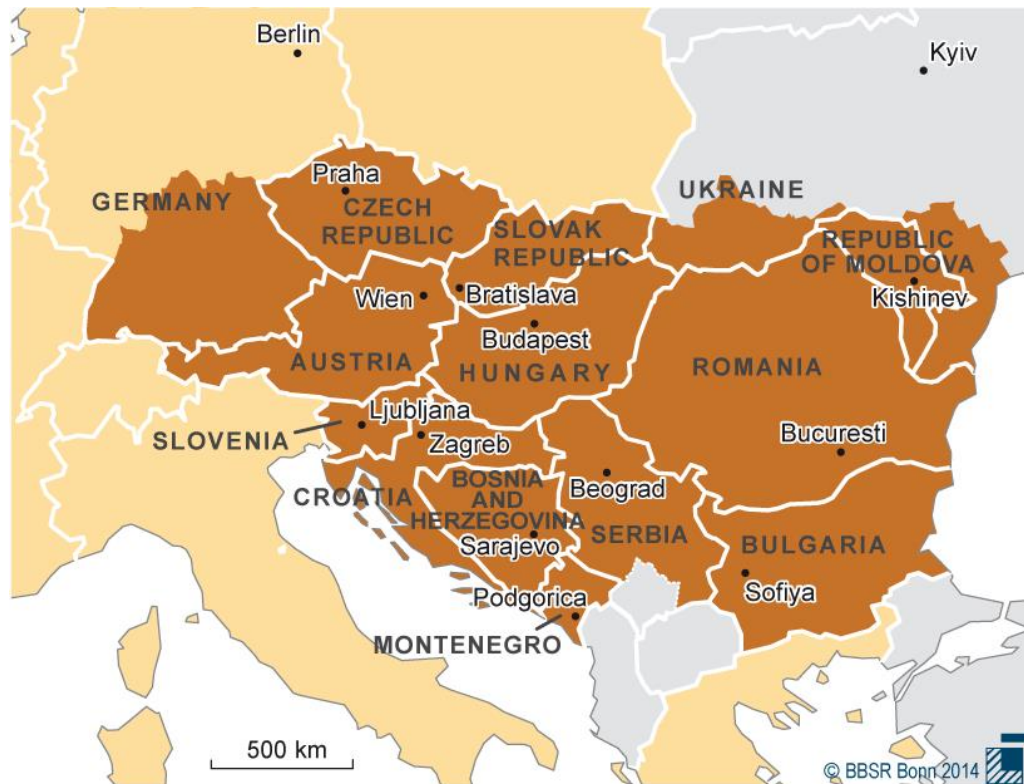 Berlin
Kyiv
Praha
GERMANY
CZECH
REPUBLIC
UKRAINE
SLOVAK
REPUBLIC
REPUBLIC
OF MOLDOVA
Kishinev
Wien
Bratislava
Budapest
AUSTRIA
HUNGARY
ROMANIA
Ljubljana
SLOVENIA
Zagreb
Bucuresti
CROATIA
BOSNIA
AND
HERZEGOVINA
Beograd
Sarajevo
SERBIA
BULGARIA
Sofiya
Podgorica
MONTENEGRO
500 km
© BBSR Bonn 2014